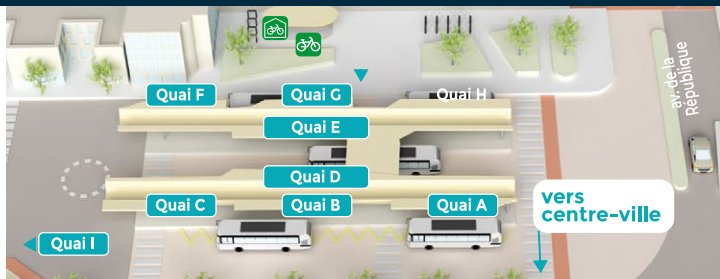 Quai F
Quai G
Quai H
Quai E
Quai D
Quai C
Quai B
Quai A
Quai I
vers
centre-ville
av. de la
République